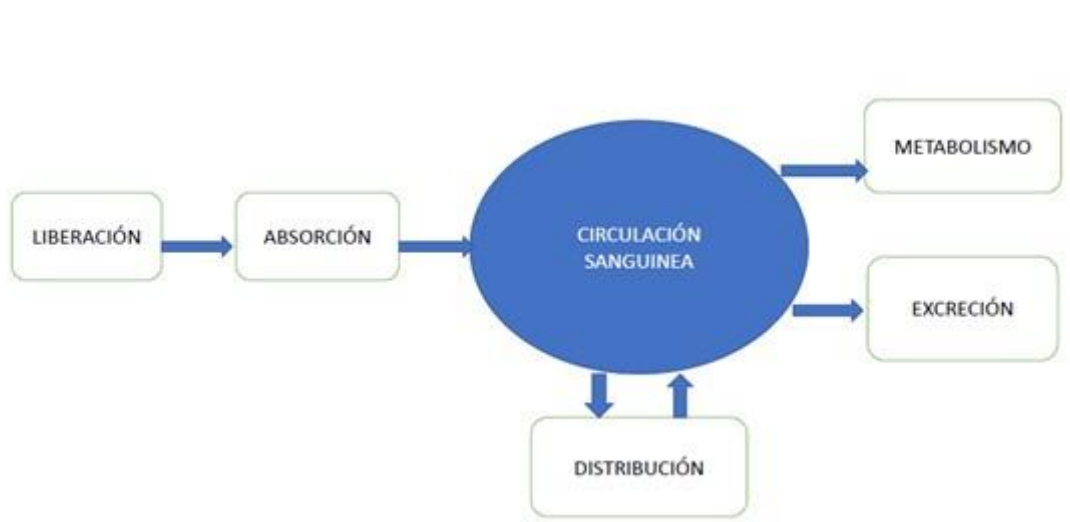 METABOLISMO
LIBERACIÓN
ABSORCIÓN
CIRCULACIÓN
SANGUINEA
EXCRECIÓN
DISTRIBUCIÓN